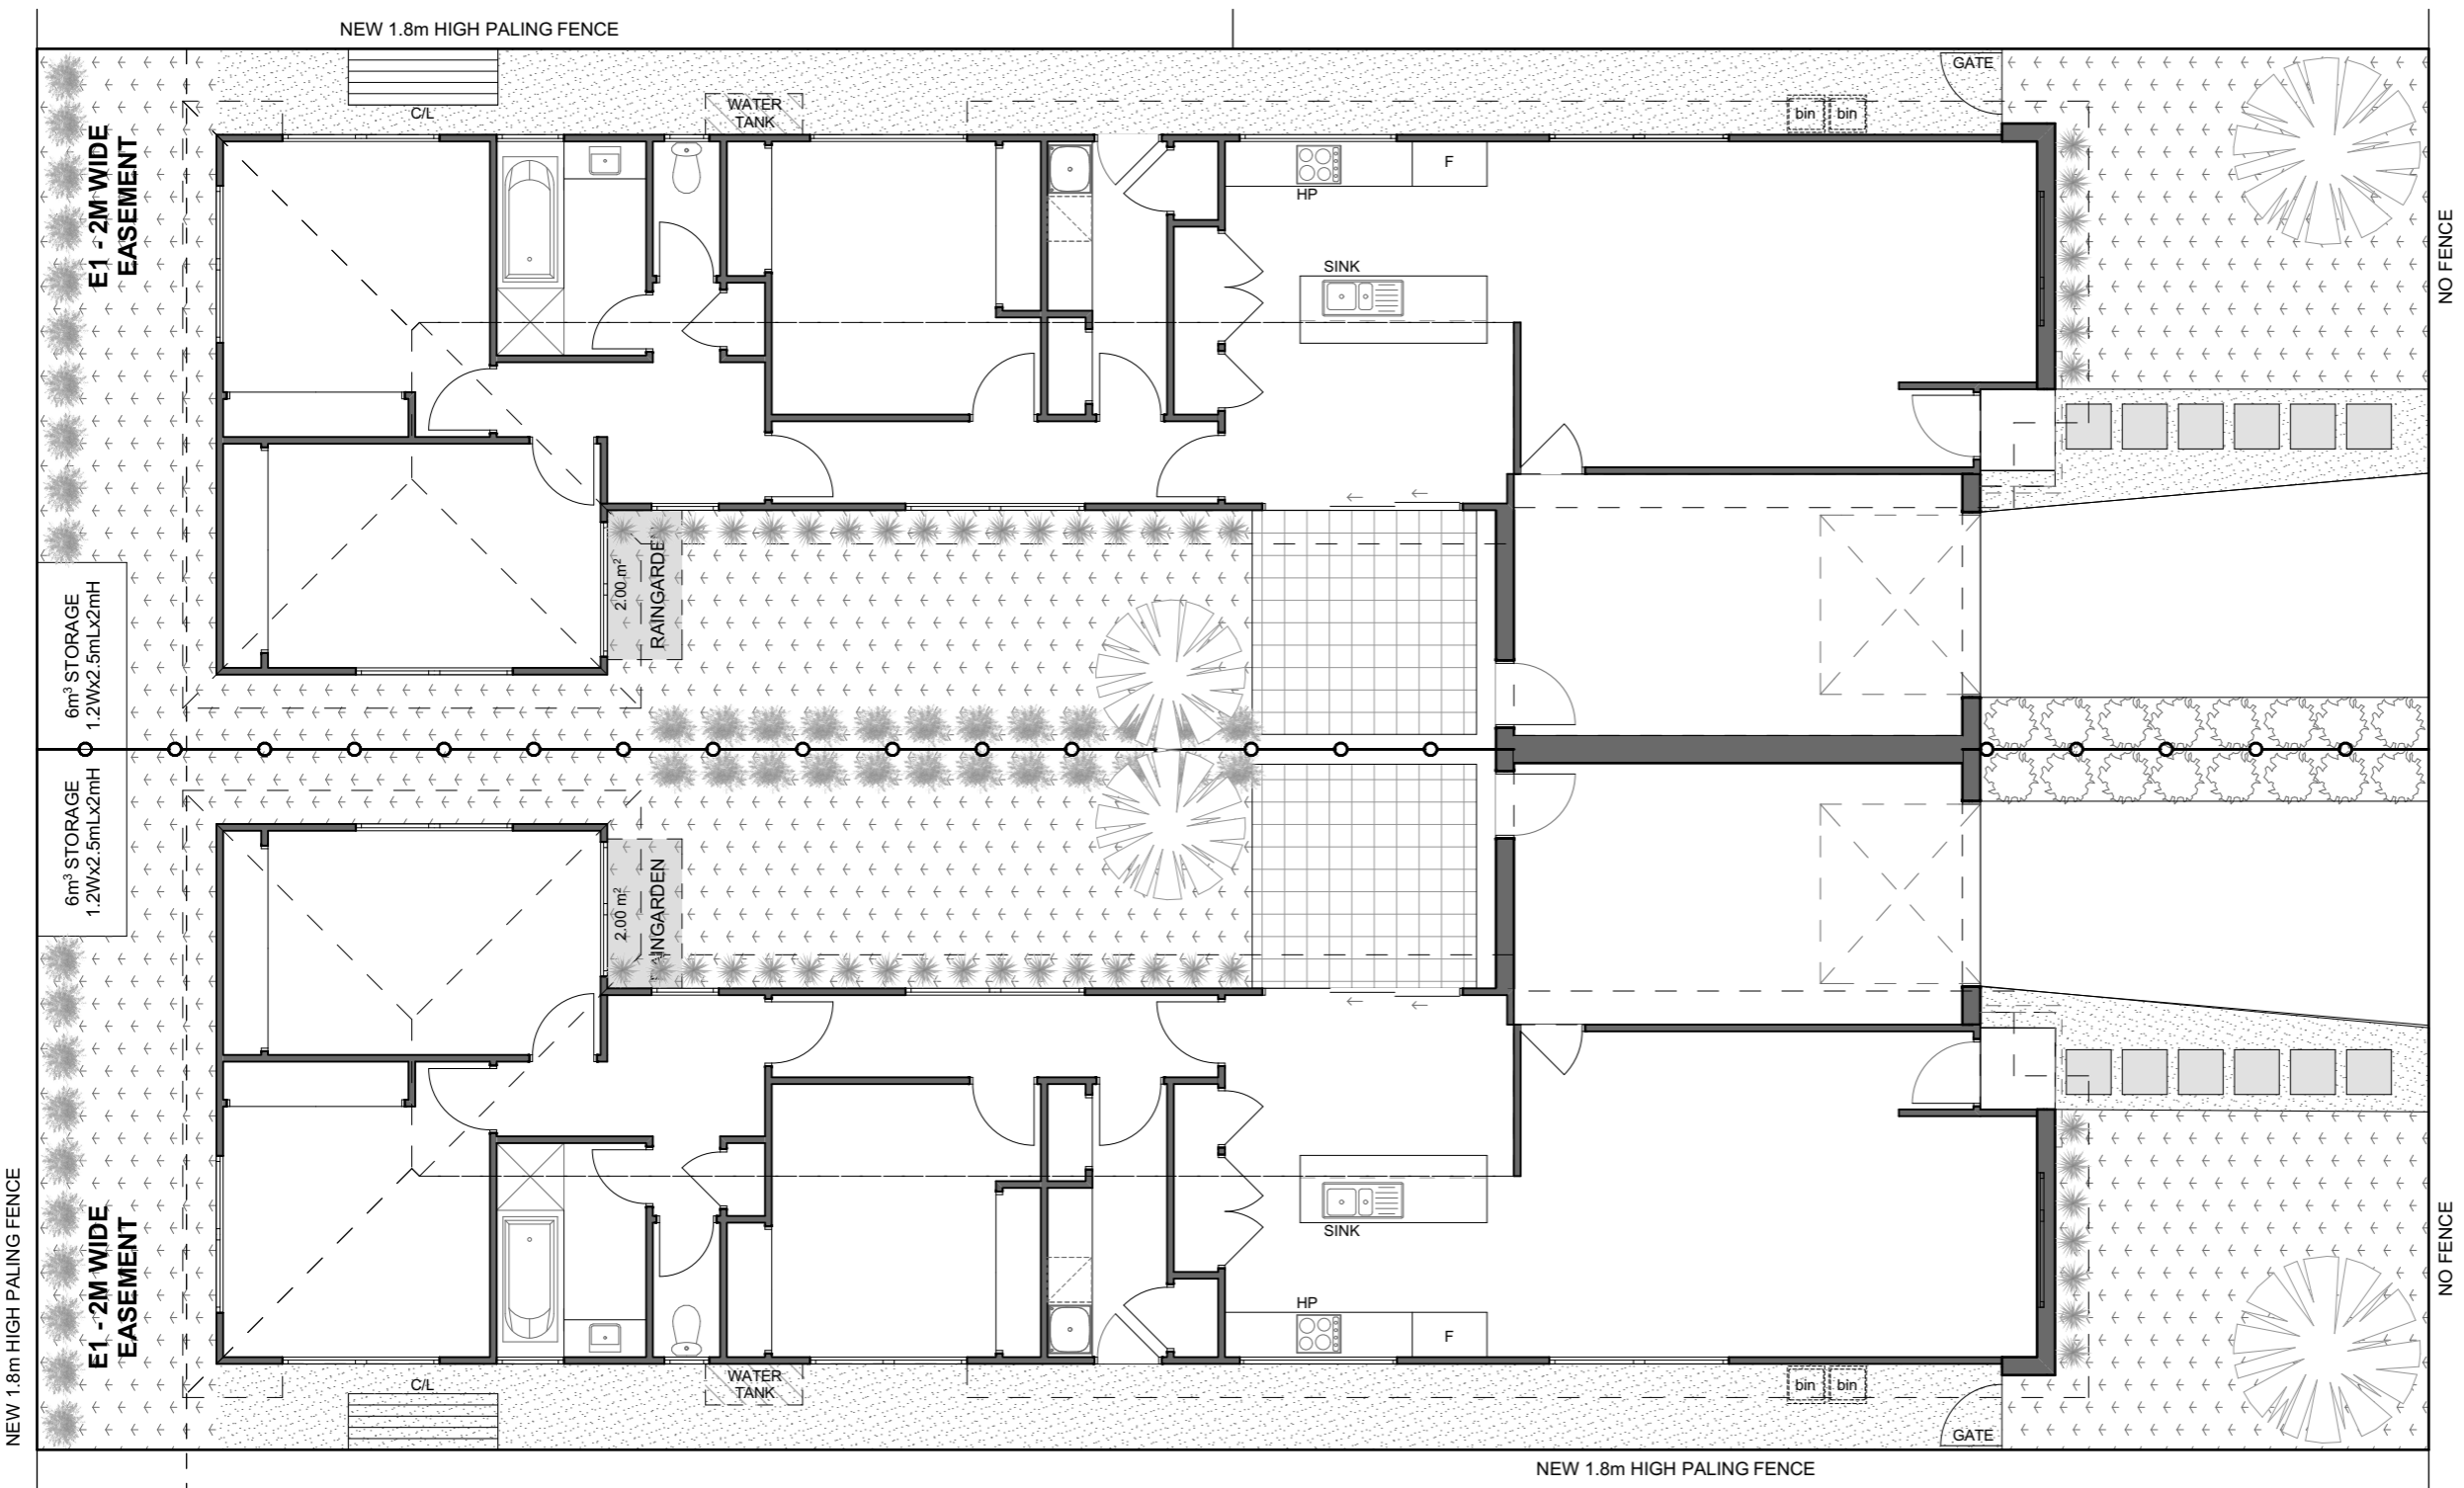 NEW 1.8m HIGH PALING FENCE
GATE
C/L
WATER
TANK
bin
bin
E1 - 2M WIDE
EASEMENT
HP
F
SINK
NO FENCE
6m³ STORAGE
1.2Wx2.5mLx2mH
2.00 m²
RAINGARDE
6m³ STORAGE
1.2Wx2.5mLx2mH
2.00 m²
INGARDEN
NEW 1.8m HIGH PALING FENCE
E1 - 2M WIDE
EASEMENT
SINK
HP
F
NO FENCE
C/L
WATER
TANK
bin
bin
GATE
NEW 1.8m HIGH PALING FENCE